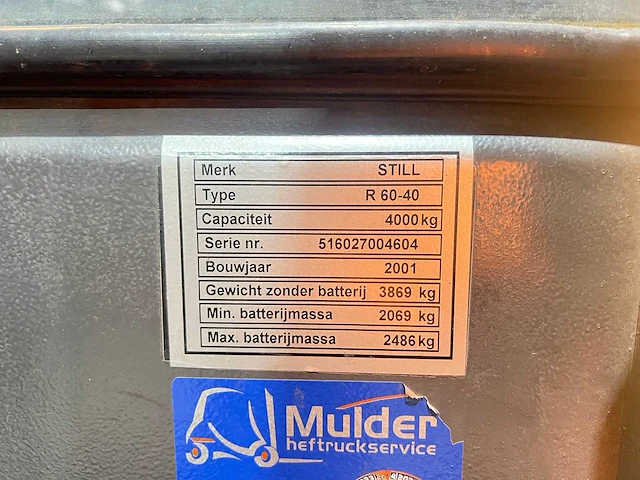 Merk STILL
Type R 60-40
Capaciteit 4000 kg
Serie nr. 516027004604
Bouwjaar 2001
Gewicht zonder batterij 3869 kg
Min. batterijmassa 2069 kg
Max. batterijmassa 2486 kg
Mulder
heftruckservice